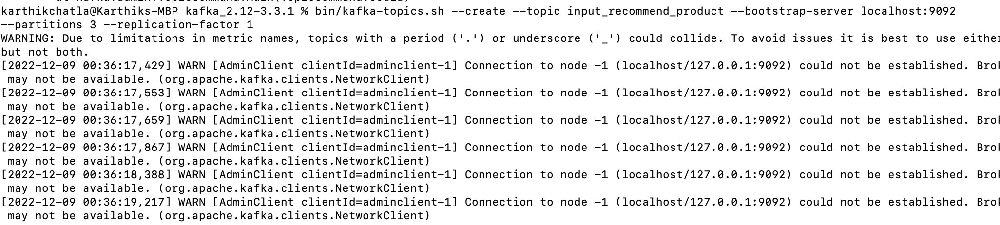 karthikchatla@Karthiks-MBP kafka_2.12-3.3.1 % bin/kafka-topics.sh --create --topic input_recommend_product --bootstrap-server localhost:9092
--partitions 3 --replication-factor 1
WARNING: Due to limitations in metric names, topics with a period ('.') or underscore ('_') could collide. To avoid issues it is best to use either
but not both.
[2022-12-09 00:36:17,429] WARN [AdminClient clientId=adminclient-1] Connection to node -1 (localhost/127.0.0.1:9092) could not be established. Brok
may not be available. (org.apache.kafka.clients.NetworkClient)
[2022-12-09 00:36:17,553] WARN [AdminClient clientId=adminclient-1] Connection to node -1 (localhost/127.0.0.1:9092) could not be established. Brok
may not be available. (org.apache.kafka.clients.NetworkClient)
[2022-12-09 00:36:17,659] WARN [AdminClient clientId=adminclient-1] Connection to node -1 (localhost/127.0.0.1:9092) could not be established. Brok
may not be available. (org.apache.kafka.clients.NetworkClient)
[2022-12-09 00:36:17,867] WARN [AdminClient clientId=adminclient-1] Connection to node -1 (localhost/127.0.0.1:9092) could not be established. Brok
may not be available. (org.apache.kafka.clients.NetworkClient)
[2022-12-09 00:36:18,388] WARN [AdminClient clientId=adminclient-1] Connection to node -1 (localhost/127.0.0.1:9092) could not be established. Brok
may not be available. (org.apache.kafka.clients.NetworkClient)
[2022-12-09 00:36:19,217] WARN [AdminClient clientId=adminclient-1] Connection to node -1 (localhost/127.0.0.1:9092) could not be established. Brok
may not be available. (org.apache.kafka.clients.NetworkClient)